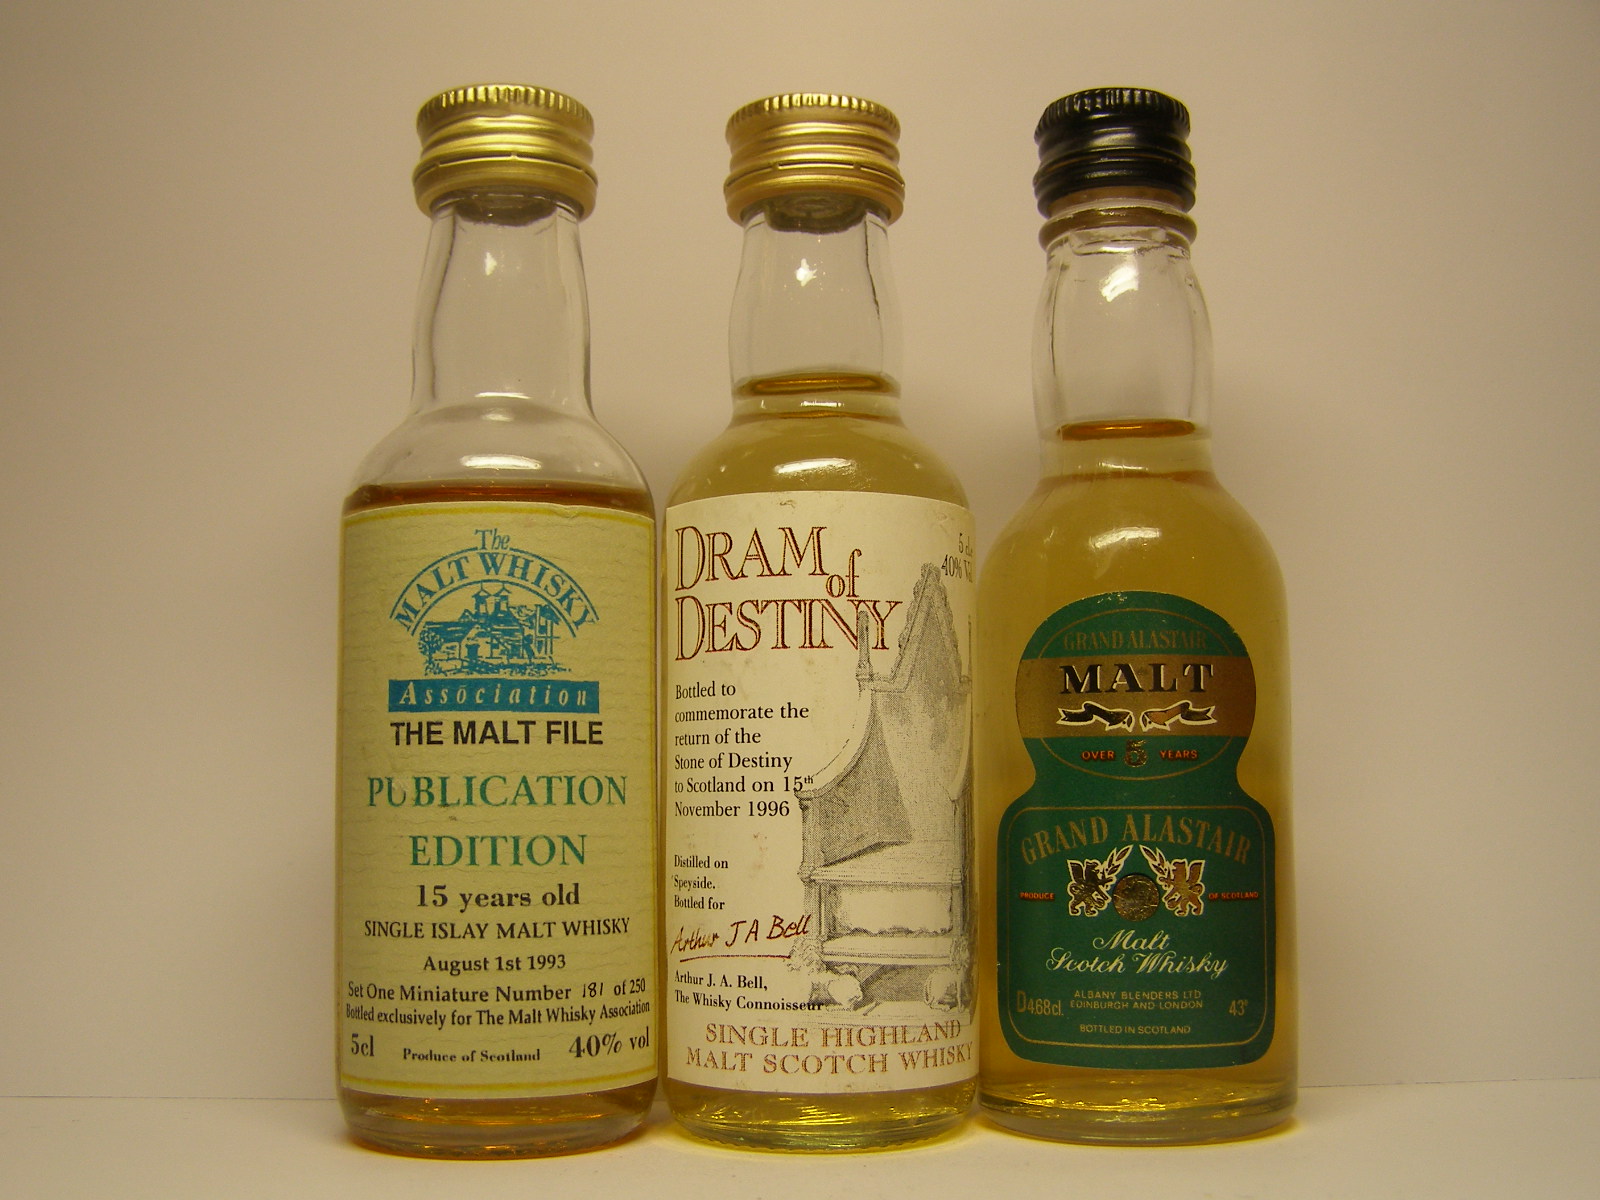 The
MALT WHISKY
Association
THE MALT FILE
PUBLICATION
EDITION
15 years old
SINGLE ISLAY MALT WHISKY
August 1st 1993
Set One Miniature Number 181 of 250
Bottled exclusively for The Malt Whisky Association
5cl Produce of Scotland 40% vol
DRAM
of
DESTINY
5
40%
Bottled to
commemorate the
return of the
Stone of Destiny
to Scotland on 15th
November 1996
Distilled on
Speyside.
Bottled for
Arthur J A Bell
Arthur J. A. Bell,
The Whisky Connoisseur
SINGLE HIGHLAND
MALT SCOTCH WHISKY
GRAND ALASTAIR
MALT
OVER 5 YEARS
GRAND ALASTAIR
PRODUCE OF SCOTLAND
Malt
Scotch Whisky
ALBANY BLENDERS LTD
EDINBURGH AND LONDON
4.68cl. 43°
BOTTLED IN SCOTLAND